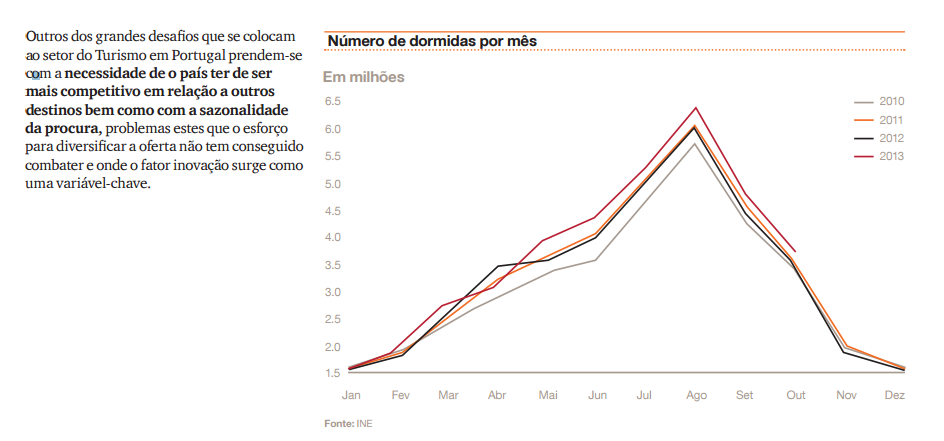 Outros dos grandes desafios que se colocam
ao setor do Turismo em Portugal prendem-se
com a necessidade de o país ter de ser
mais competitivo em relação a outros
destinos bem como com a sazonalidade
da procura, problemas estes que o esforço
para diversificar a oferta não tem conseguido
combater e onde o fator inovação surge como
uma variável-chave.
Número de dormidas por mês
Em milhões
6.5
6.0
5.5
5.0
4.5
4.0
3.5
3.0
2.5
2.0
1.5
2010
2011
2012
2013
Jan Fev Mar Abr Mai Jun Jul Ago Set Out Nov Dez
Fonte: INE